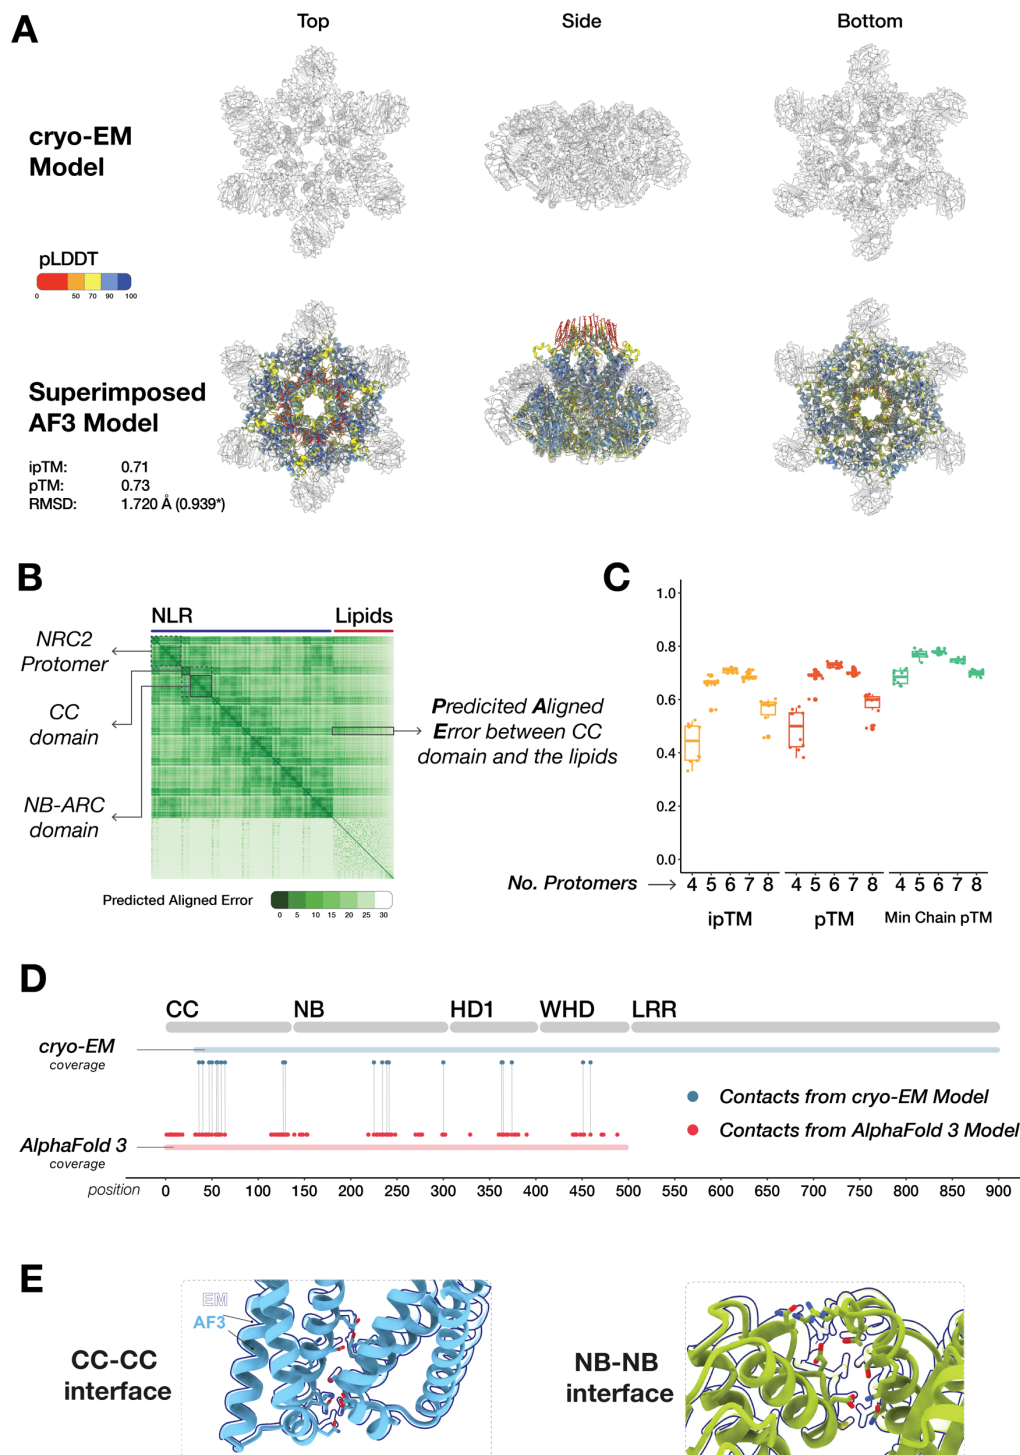 A
Top
Side
Bottom
cryo-EM
Model
pLDDT
0 50 70 90 100
Superimposed
AF3 Model
ipTM: 0.71
pTM: 0.73
RMSD: 1.720 Å (0.939*)
B
NLR
Lipids
NRC2
Protomer
CC
domain
NB-ARC
domain
Predicited Aligned
Error between CC
domain and the lipids
Predicted Aligned Error
0 5 10 15 20 25 30
C
1.0
0.8
0.6
0.4
0.2
0.0
No. Protomers
4 5 6 7 8 4 5 6 7 8 4 5 6 7 8
ipTM
pTM
Min Chain pTM
D
CC
NB
HD1
WHD
LRR
cryo-EM
coverage
Contacts from cryo-EM Model
Contacts from AlphaFold 3 Model
AlphaFold 3
coverage
position
0 50 100 150 200 250 300 350 400 450 500 550 600 650 700 750 800 850 900
E
EM
AF3
CC-CC
interface
NB-NB
interface